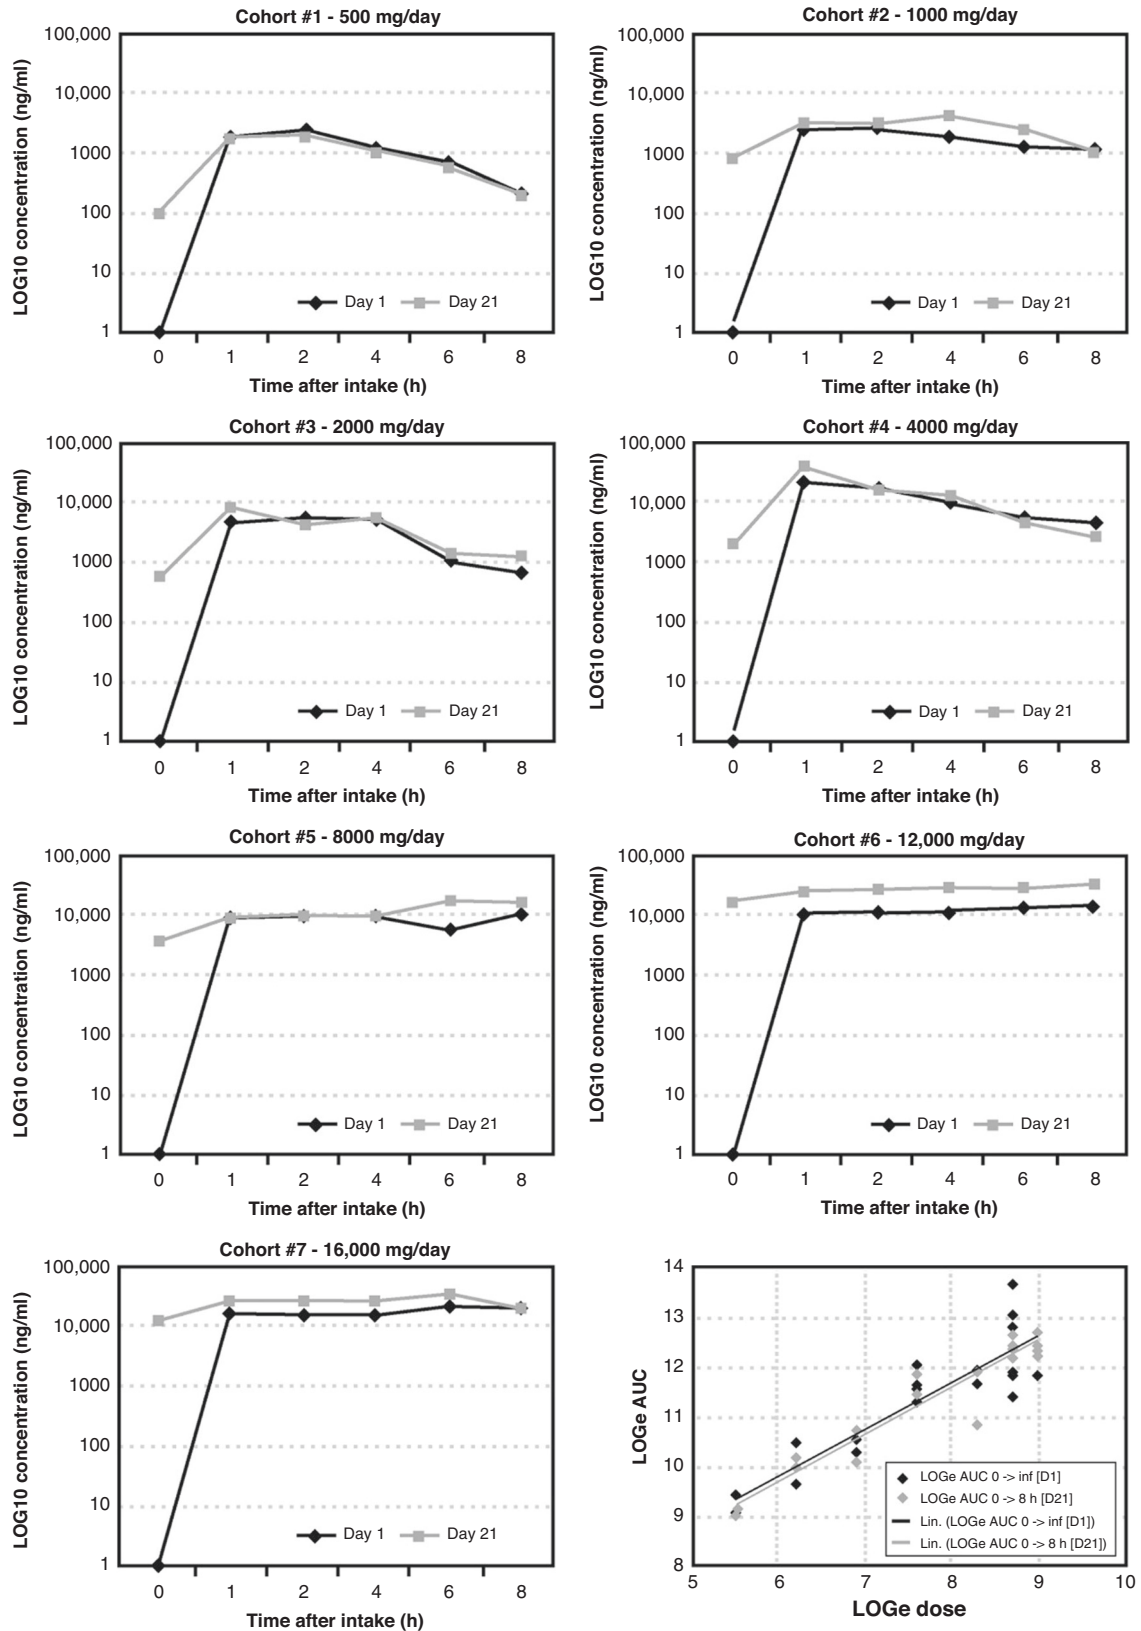 Cohort #1 - 500 mg/day
LOG10 concentration (ng/ml)
100,000
10,000
1000
100
10
1
Day 1 Day 21
0 1 2 4 6 8
Time after intake (h)
Cohort #2 - 1000 mg/day
LOG10 concentration (ng/ml)
100,000
10,000
1000
100
10
1
Day 1 Day 21
0 1 2 4 6 8
Time after intake (h)
Cohort #3 - 2000 mg/day
LOG10 concentration (ng/ml)
100,000
10,000
1000
100
10
1
Day 1 Day 21
0 1 2 4 6 8
Time after intake (h)
Cohort #4 - 4000 mg/day
LOG10 concentration (ng/ml)
100,000
10,000
1000
100
10
1
Day 1 Day 21
0 1 2 4 6 8
Time after intake (h)
Cohort #5 - 8000 mg/day
LOG10 concentration (ng/ml)
100,000
10,000
1000
100
10
1
Day 1 Day 21
0 1 2 4 6 8
Time after intake (h)
Cohort #6 - 12,000 mg/day
LOG10 concentration (ng/ml)
100,000
10,000
1000
100
10
1
Day 1 Day 21
0 1 2 4 6 8
Time after intake (h)
Cohort #7 - 16,000 mg/day
LOG10 concentration (ng/ml)
100,000
10,000
1000
100
10
1
Day 1 Day 21
0 1 2 4 6 8
Time after intake (h)
LOGe AUC
14
13
12
11
10
9
8
LOGe AUC 0 -> inf [D1]
LOGe AUC 0 -> 8 h [D21]
Lin. (LOGe AUC 0 -> inf [D1])
Lin. (LOGe AUC 0 -> 8 h [D21])
5 6 7 8 9 10
LOGe dose